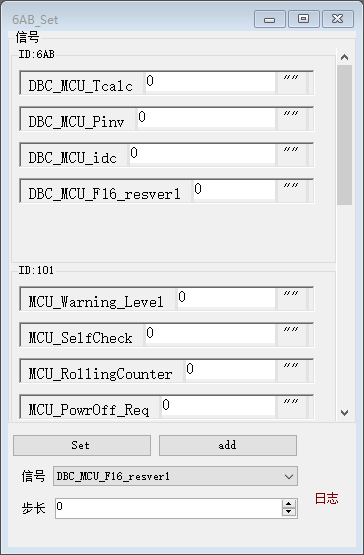 6AB_Set
信号
ID:6AB
DBC_MCU_Tcalc 0 ""
DBC_MCU_Pinv 0 ""
DBC_MCU_idc 0 ""
DBC_MCU_F16_resver1 0 ""
ID:101
MCU_Warning_Level 0 ""
MCU_SelfCheck 0 ""
MCU_RollingCounter 0 ""
MCU_PowrOff_Req 0 ""
Set add
信号 DBC_MCU_F16_resver1
步长 0 日志